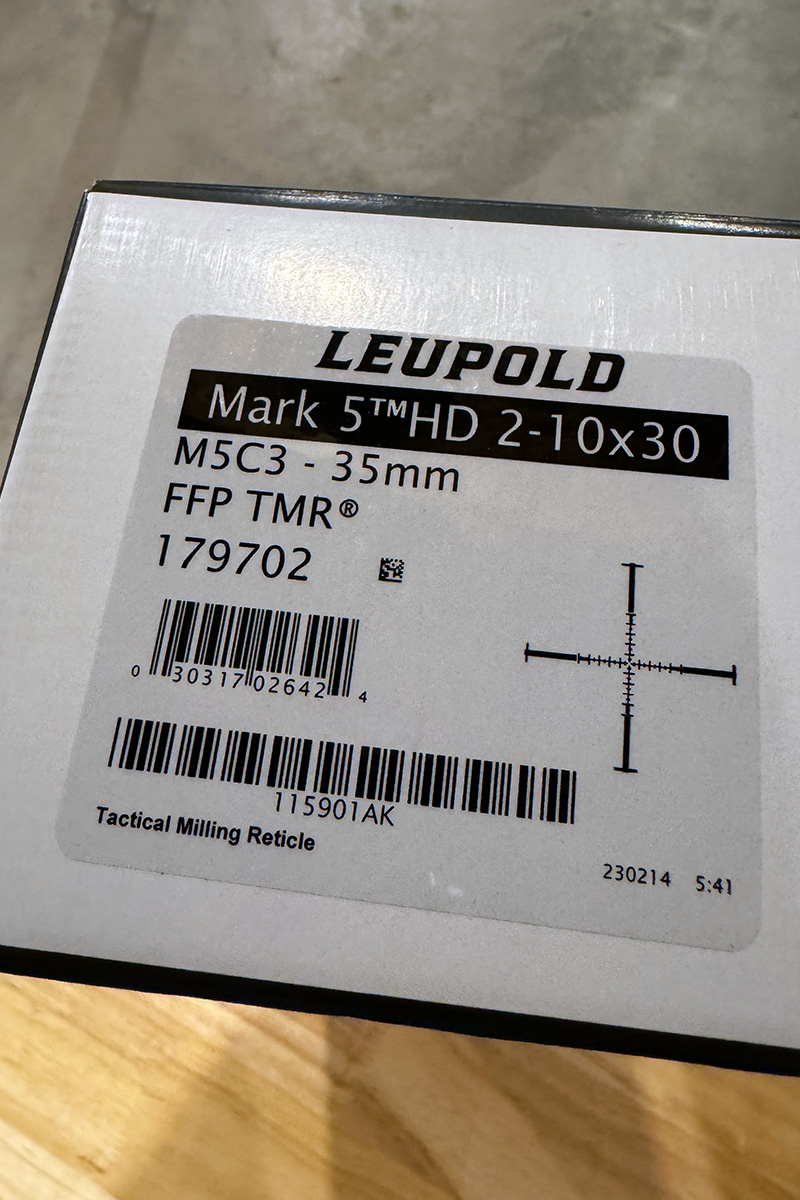 LEUPOLD
Mark 5™HD 2-10x30
M5C3 - 35mm
FFP TMR®
179702
0 30317 02642 4
115901AK
Tactical Milling Reticle
230214 5:41